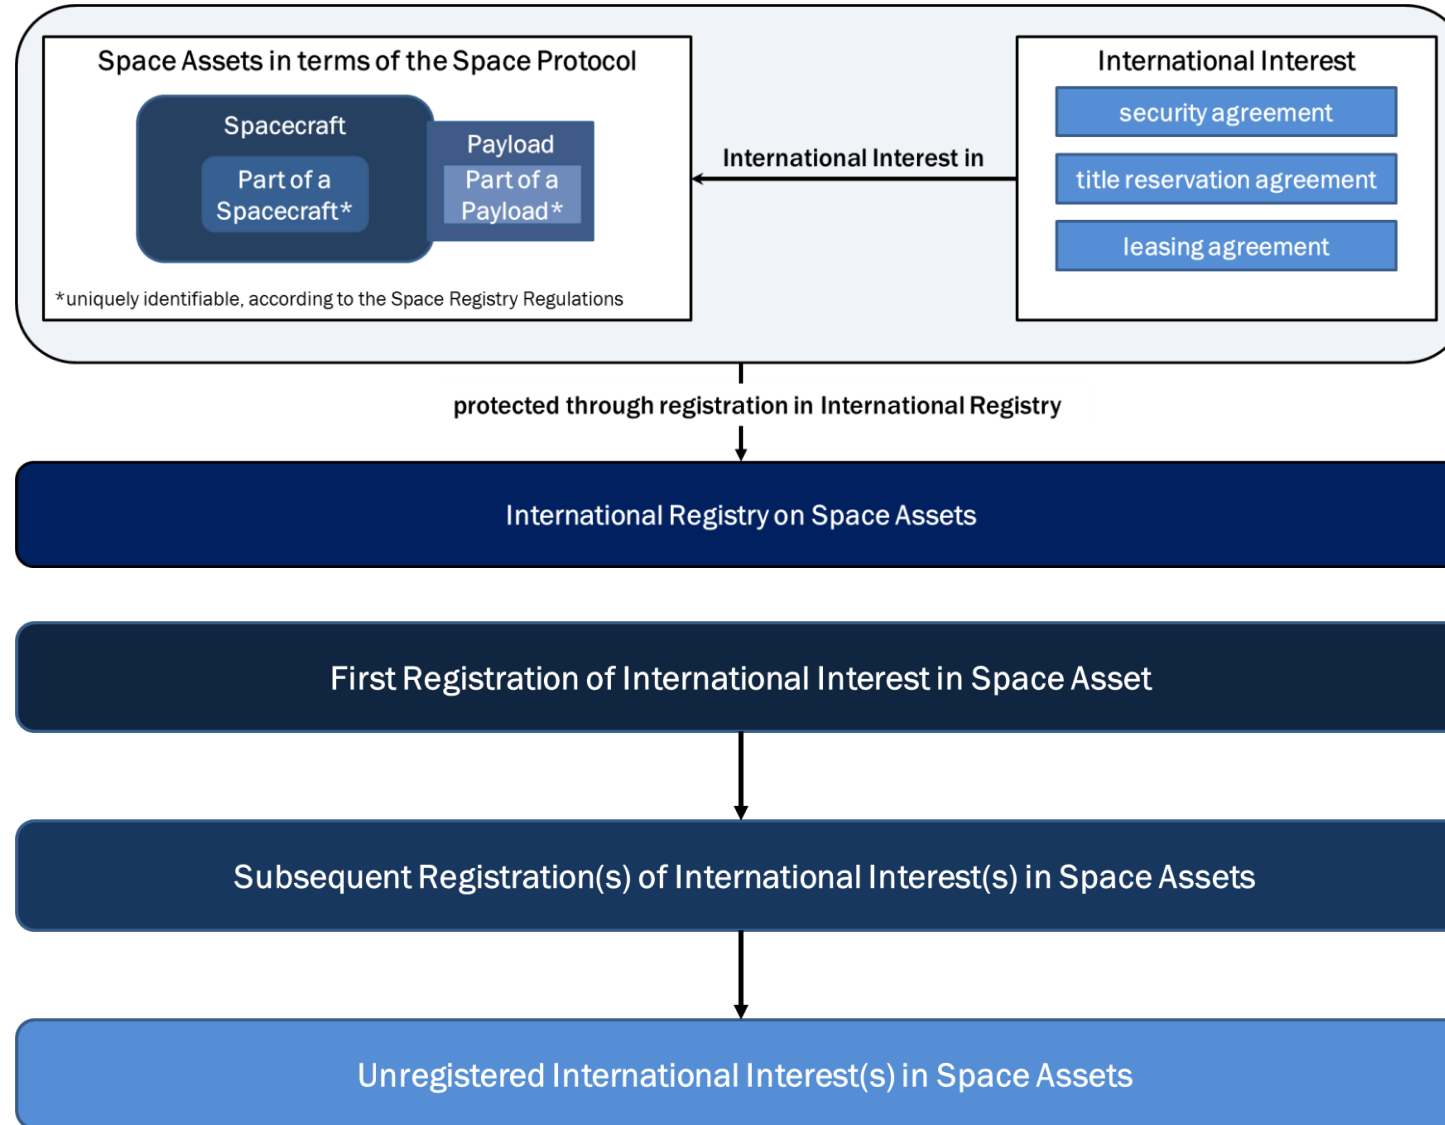 Space Assets in terms of the Space Protocol
Spacecraft
Part of a
Spacecraft*
Payload
Part of a
Payload*
*uniquely identifiable, according to the Space Registry Regulations
International Interest in
International Interest
security agreement
title reservation agreement
leasing agreement
protected through registration in International Registry
International Registry on Space Assets
First Registration of International Interest in Space Asset
Subsequent Registration(s) of International Interest(s) in Space Assets
Unregistered International Interest(s) in Space Assets